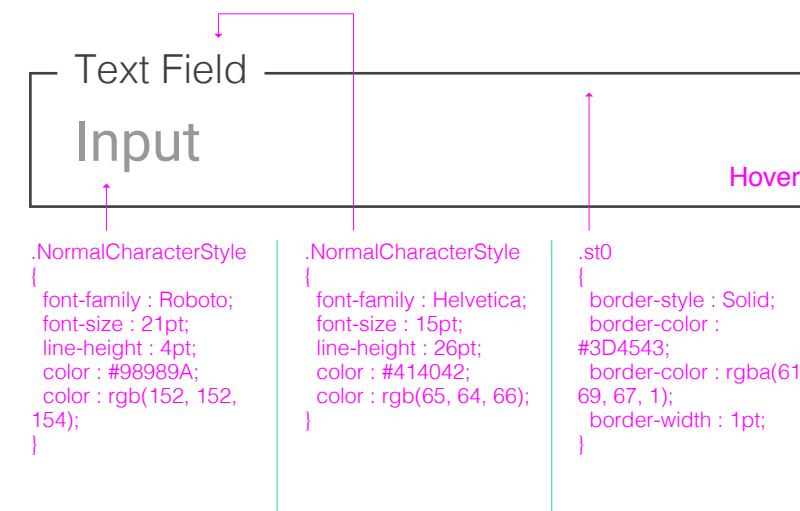 Text Field
Input
Hover
.NormalCharacterStyle
{
font-family : Roboto;
font-size : 21pt;
line-height : 4pt;
color : #98989A;
color : rgb(152, 152,
154);
}
.NormalCharacterStyle
{
font-family : Helvetica;
font-size : 15pt;
line-height : 26pt;
color : #414042;
color : rgb(65, 64, 66);
}
.st0
{
border-style : Solid;
border-color :
#3D4543;
border-color : rgba(61
69, 67, 1);
border-width : 1pt;
}